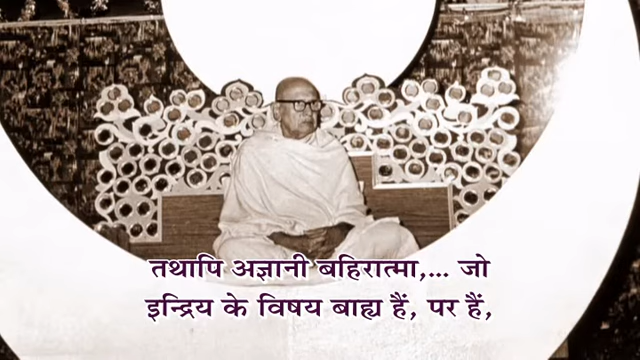 तथापि अज्ञानी बहिरात्मा,... जो
इन्द्रिय के विषय बाह्य हैं, पर हैं,